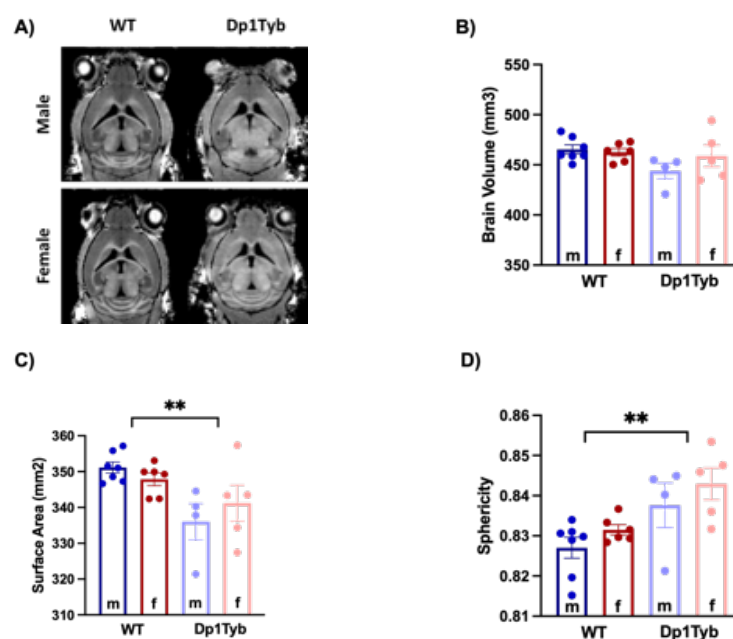 A)
WT Dp1Tyb
Male
Female
B)
Brain Volume (mm3)
550
500
450
400
350
m f m f
WT Dp1Tyb
C)
**
Surface Area (mm2)
360
350
340
330
320
310
m f m f
WT Dp1Tyb
D)
**
Sphericity
0.86
0.85
0.84
0.83
0.82
0.81
m f m f
WT Dp1Tyb